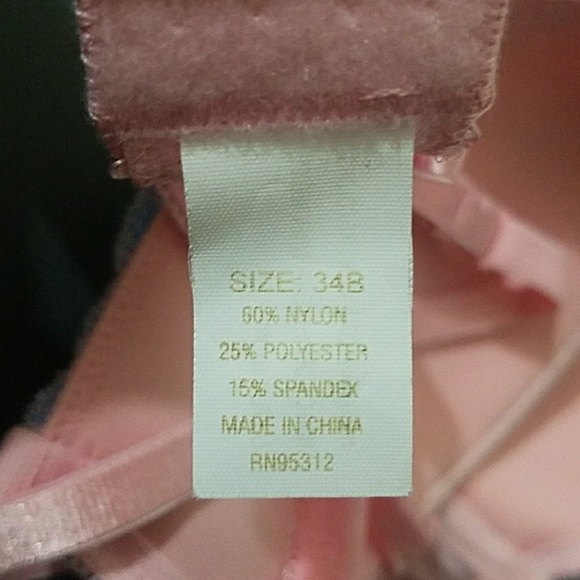 SIZE: 34B
60% NYLON
25% POLYESTER
15% SPANDEX
MADE IN CHINA
RN95312